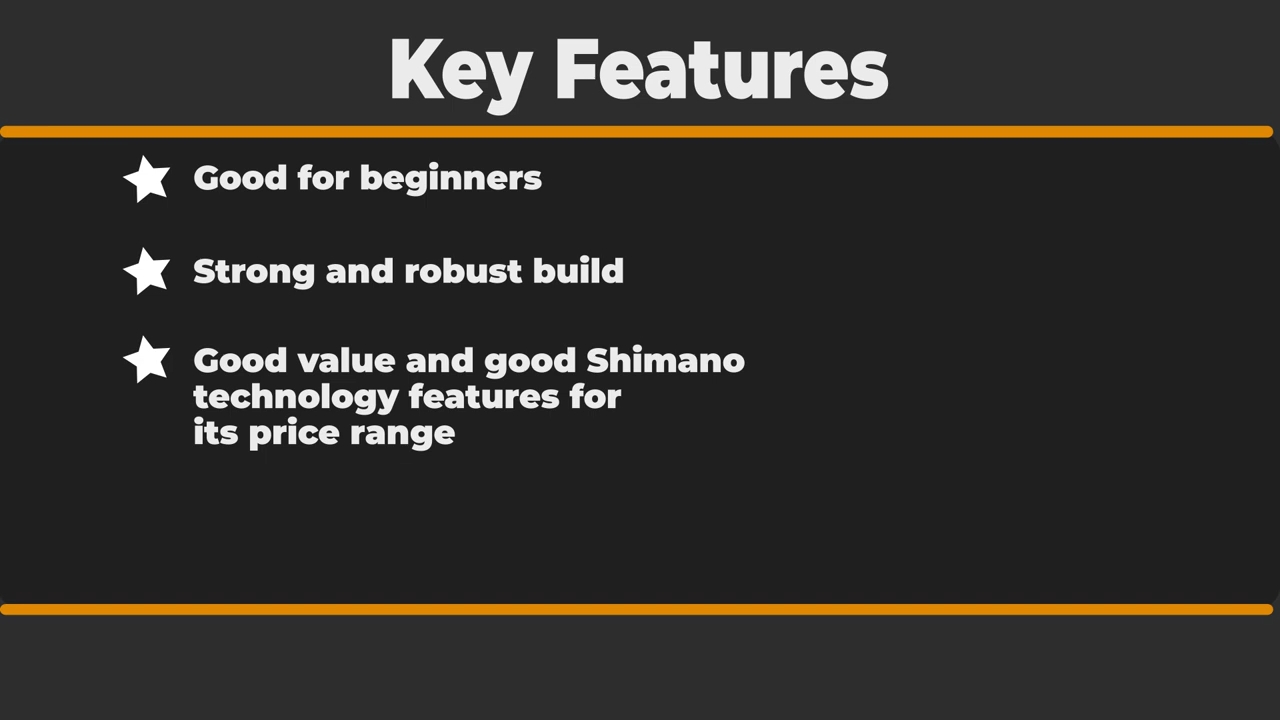 Key Features
Good for beginners
Strong and robust build
Good value and good Shimano
technology features for
its price range